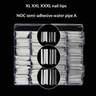 XL XXL XXXL nail tips
NOC semi-adhesive water pipe A